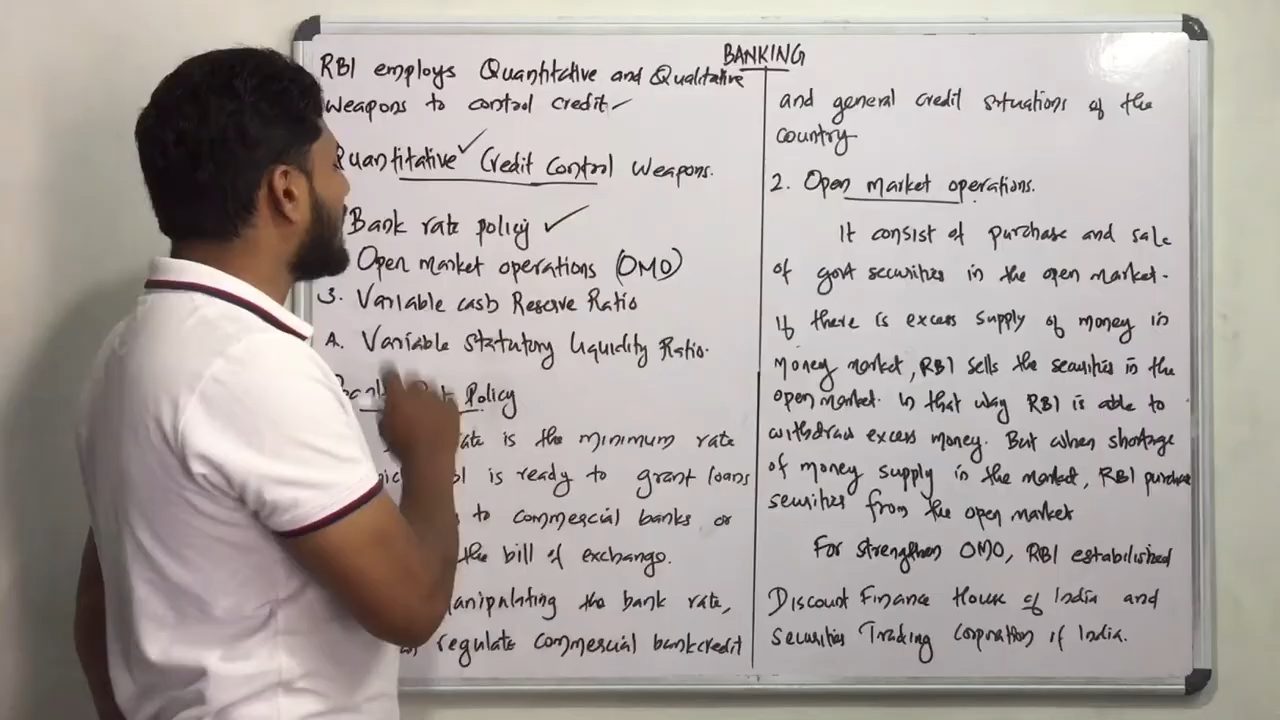 BANKING
RBI employs Quantitative and Qualitative
Weapons to control credit.
Quantitative Credit Control Weapons.
Bank rate policy
Open market operations (OMO)
3. Variable cash Reserve Ratio
4. Variable Statutory Liquidity Ratio.
Policy
is the minimum rate
is ready to grant loans
to commercial banks or
the bill of exchange.
the bank rate,
regulate commercial bank credit
and general credit situations of the
country
2. Open market operations.
It consist of purchase and sale
of govt securities in the open market.
If there is excess supply of money in
money market, RBI sells the securities in the
open market. In that way RBI is able to
withdraw excess money. But when shortage
of money supply in the market, RBI purchase
securities from the open market
For strengthen OMO, RBI established
Discount Finance House of India and
Securities Trading Corporation of India.